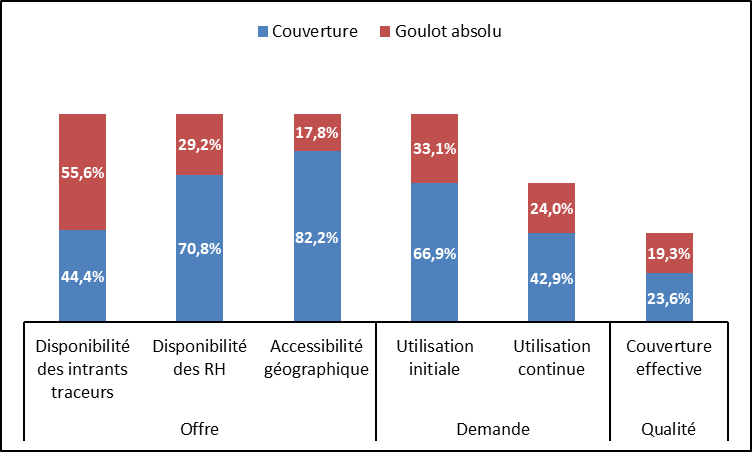 Couverture Goulot absolu
55,6% 29,2% 17,8% 33,1% 24,0% 19,3%
44,4% 70,8% 82,2% 66,9% 42,9% 23,6%
Disponibilité des intrants traceurs
Disponibilité des RH
Accessibilité géographique
Utilisation initiale
Utilisation continue
Couverture effective
Offre Demande Qualité